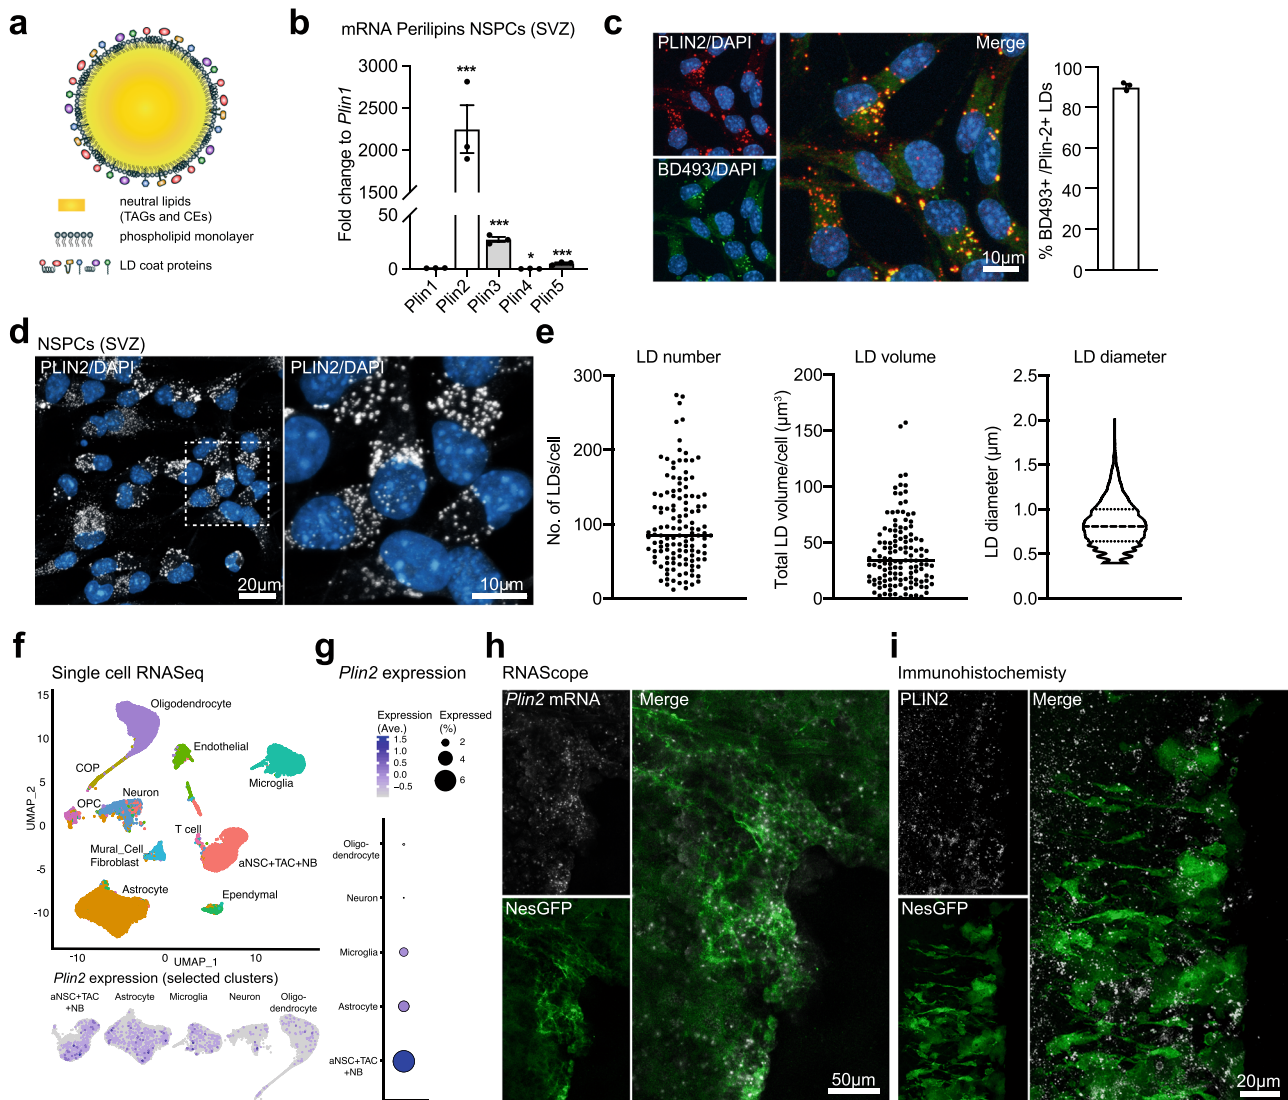 a
neutral lipids
(TAGs and CEs)
phospholipid monolayer
LD coat proteins
b
mRNA Perilipins NSPCs (SVZ)
Fold change to Plin1
3000
2500
2000
1500
50
0
***
***
*
***
Plin1
Plin2
Plin3
Plin4
Plin5
c
PLIN2/DAPI
BD493/DAPI
Merge
10µm
% BD493+ /Plin-2+ LDs
100
80
60
40
20
0
d
NSPCs (SVZ)
PLIN2/DAPI
20µm
PLIN2/DAPI
10µm
e
LD number
No. of LDs/cell
300
200
100
0
LD volume
Total LD volume/cell (µm³)
200
150
100
50
0
LD diameter
LD diameter (µm)
2.5
2.0
1.5
1.0
0.5
0.0
f
Single cell RNASeq
UMAP_2
15
10
5
0
-5
-10
Oligodendrocyte
Endothelial
COP
Microglia
OPC
Neuron
T cell
Mural_Cell
Fibroblast
aNSC+TAC+NB
Astrocyte
Ependymal
-10
0
10
UMAP_1
Plin2 expression (selected clusters)
aNSC+TAC
+NB
Astrocyte
Microglia
Neuron
Oligo-
dendrocyte
g
Plin2 expression
Expression
(Ave.)
1.5
1.0
0.5
0.0
−0.5
Expressed
(%)
2
4
6
Oligo-
dendrocyte
Neuron
Microglia
Astrocyte
aNSC+TAC
+NB
h
RNAScope
Plin2 mRNA
NesGFP
Merge
50µm
i
Immunohistochemisty
PLIN2
NesGFP
Merge
20µm